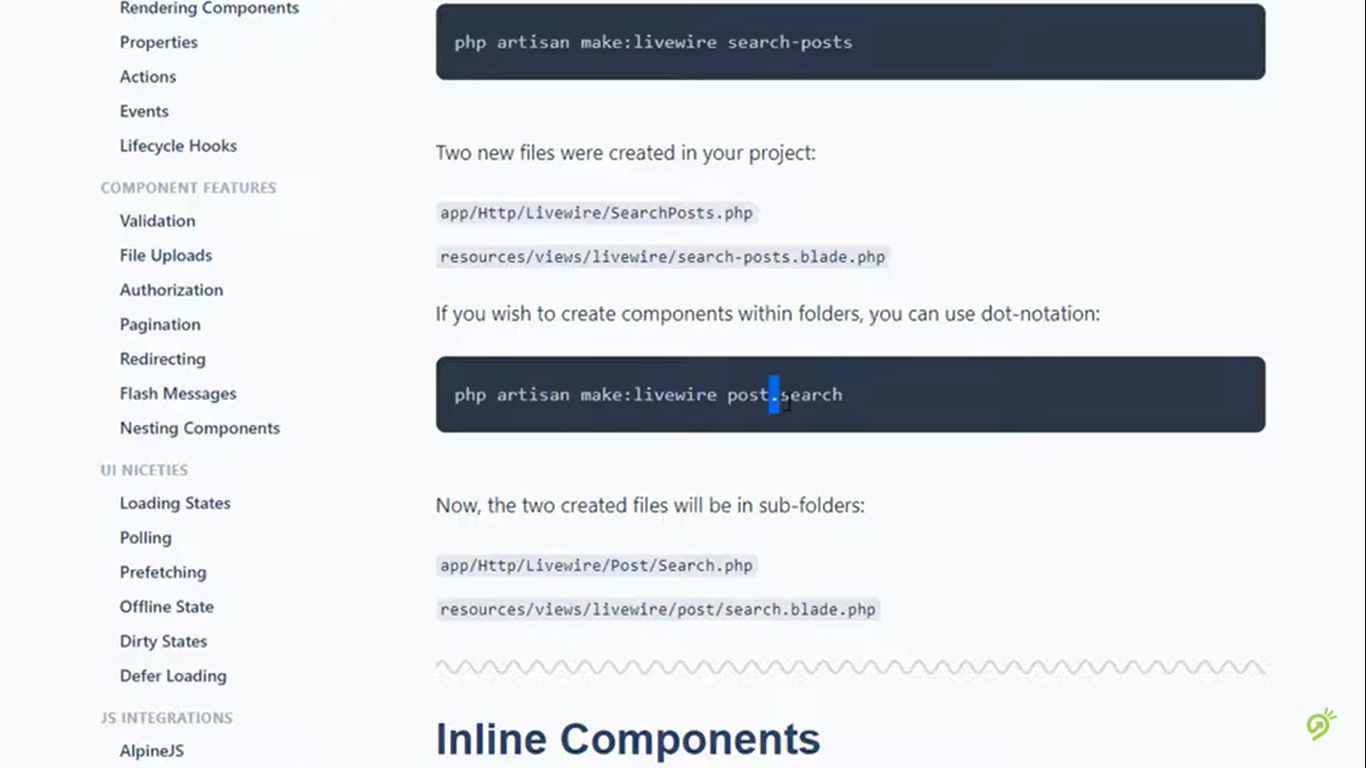 Rendering Components
Properties
Actions
Events
Lifecycle Hooks
COMPONENT FEATURES
Validation
File Uploads
Authorization
Pagination
Redirecting
Flash Messages
Nesting Components
UI NICETIES
Loading States
Polling
Prefetching
Offline State
Dirty States
Defer Loading
JS INTEGRATIONS
AlpineJS
php artisan make:livewire search-posts
Two new files were created in your project:
app/Http/Livewire/SearchPosts.php
resources/views/livewire/search-posts.blade.php
If you wish to create components within folders, you can use dot-notation:
php artisan make:livewire post.search
Now, the two created files will be in sub-folders:
app/Http/Livewire/Post/Search.php
resources/views/livewire/post/search.blade.php
Inline Components